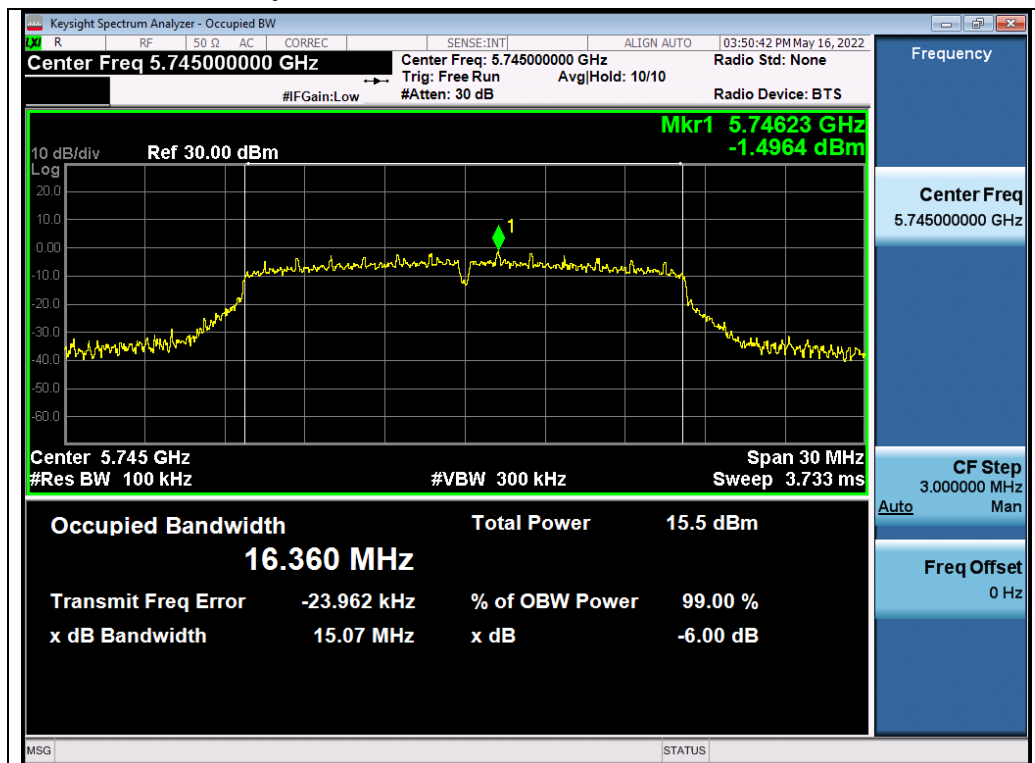 Keysight Spectrum Analyzer - Occupied BW
LXI R RF 50 Ω AC CORREC SENSE:INT ALIGN AUTO 03:50:42 PM May 16, 2022
Center Freq 5.745000000 GHz Center Freq: 5.745000000 GHz Radio Std: None
Trig: Free Run Avg|Hold: 10/10
#IFGain:Low #Atten: 30 dB Radio Device: BTS
Mkr1 5.74623 GHz
10 dB/div Ref 30.00 dBm -1.4964 dBm
Log
20.0
1
10.0
0.00
-10.0
-20.0
-30.0
-40.0
-50.0
-60.0
Center 5.745 GHz Span 30 MHz
#Res BW 100 kHz #VBW 300 kHz Sweep 3.733 ms
Occupied Bandwidth Total Power 15.5 dBm
16.360 MHz
Transmit Freq Error -23.962 kHz % of OBW Power 99.00 %
x dB Bandwidth 15.07 MHz x dB -6.00 dB
Frequency
Center Freq
5.745000000 GHz
CF Step
3.000000 MHz
Auto Man
Freq Offset
0 Hz
MSG STATUS